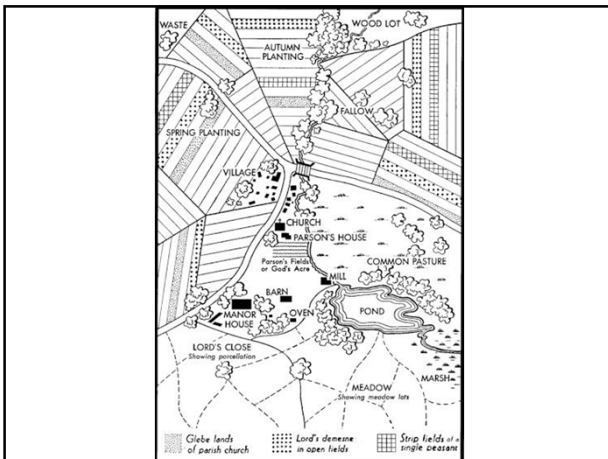 WASTE
WOOD LOT
AUTUMN
PLANTING
FALLOW
SPRING PLANTING
VILLAGE
CHURCH
PARSON'S HOUSE
Parson's Fields
or God's Acre
COMMON PASTURE
MILL
BARN
POND
MANOR
HOUSE
OVEN
LORD'S CLOSE
Showing parcellation
MEADOW
Showing meadow lots
MARSH
Glebe lands
of parish church
Lord's demesne
in open fields
Strip fields of a
single peasant